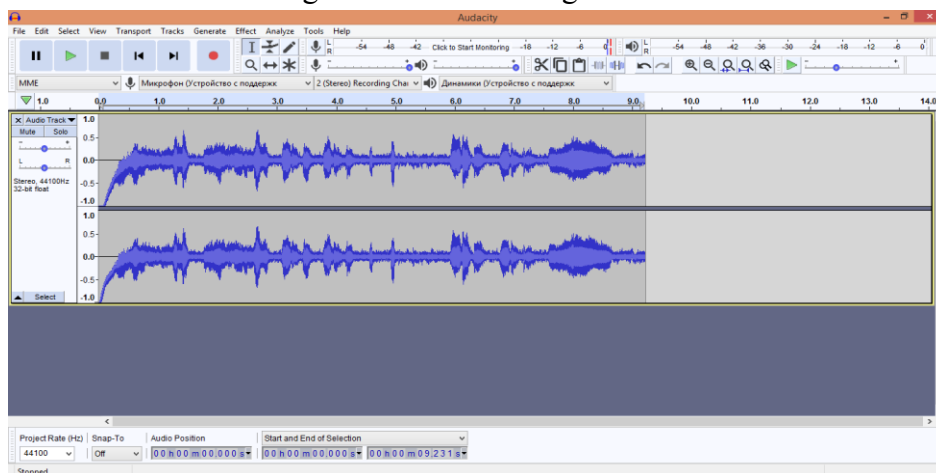 Audacity
File Edit Select View Transport Tracks Generate Effect Analyze Tools Help
L R -54 -48 -42 Click to Start Monitoring -18 -12 -6 0 L R -54 -48 -42 -36 -30 -24 -18 -12 -6 0
MME Микрофон (Устройство с поддержк 2 (Stereo) Recording Chai Динамики (Устройство с поддержк
1.0 0.0 1.0 2.0 3.0 4.0 5.0 6.0 7.0 8.0 9.0 10.0 11.0 12.0 13.0 14.0
Audio Track 1.0
Mute Solo
- + 0.5-
L R 0.0-
Stereo, 44100Hz -0.5-
32-bit float
-1.0
1.0
0.5-
0.0-
-0.5-
Select -1.0
Project Rate (Hz) Snap-To Audio Position Start and End of Selection
44100 Off 00 h 00 m 00.000 s 00 h 00 m 00.000 s 00 h 00 m 09.231 s
Stopped.